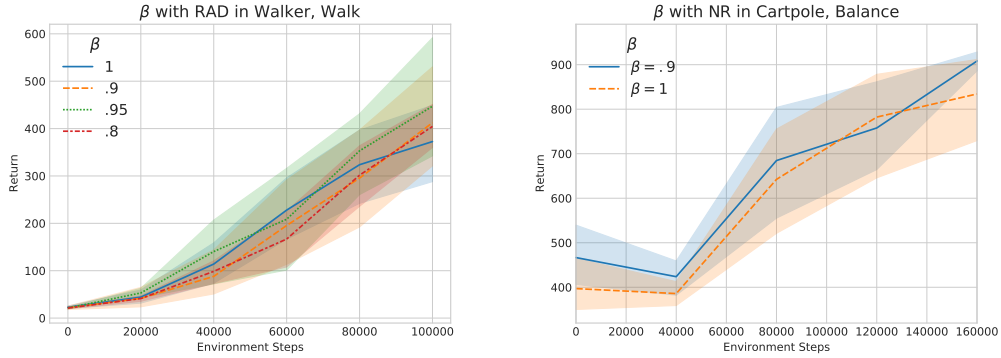 β with RAD in Walker, Walk
600
500
400
300
200
100
0
Return
β
1
.9
.95
.8
0 20000 40000 60000 80000 100000
Environment Steps
β with NR in Cartpole, Balance
900
800
700
600
500
400
Return
β
β = .9
β = 1
0 20000 40000 60000 80000 100000 120000 140000 160000
Environment Steps